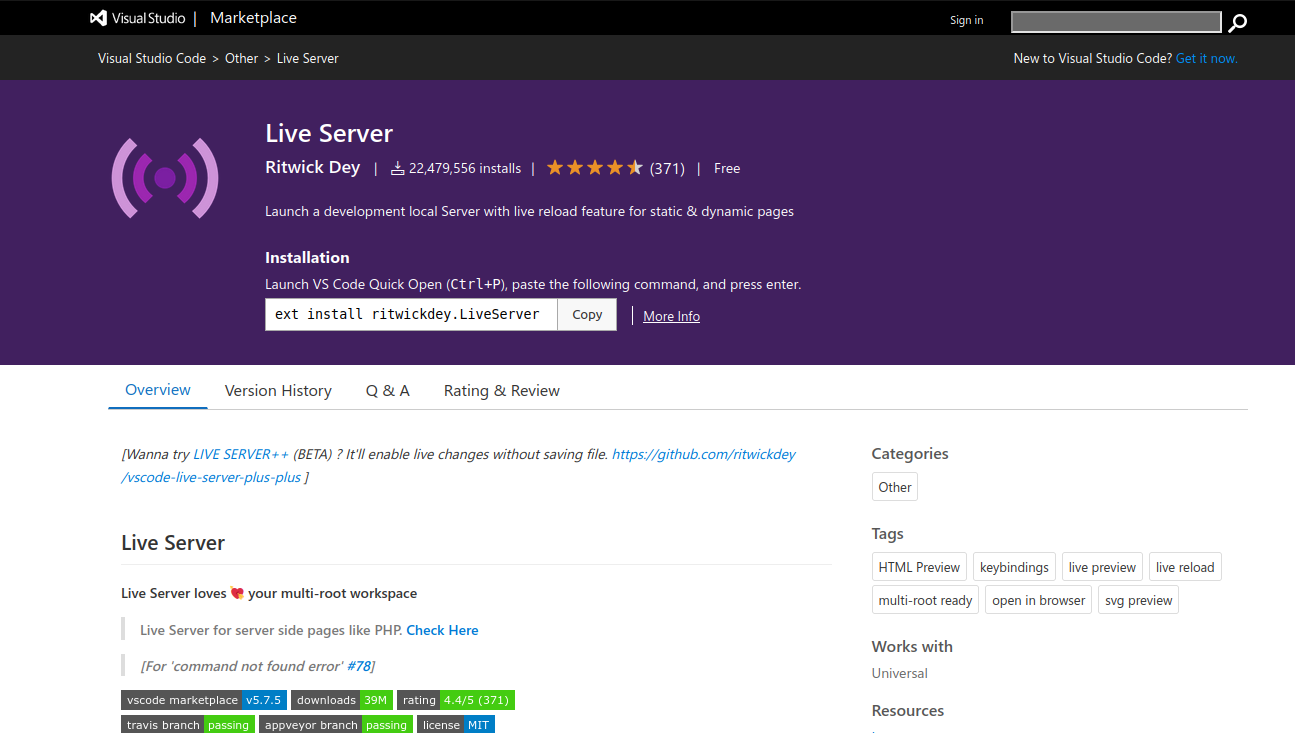 Visual Studio | Marketplace
Sign in
Visual Studio Code > Other > Live Server
New to Visual Studio Code? Get it now.
Live Server
Ritwick Dey | 22,479,556 installs | (371) | Free
Launch a development local Server with live reload feature for static & dynamic pages
Installation
Launch VS Code Quick Open (Ctrl+P), paste the following command, and press enter.
ext install ritwickdey.LiveServer
Copy
More Info
Overview
Version History
Q & A
Rating & Review
[Wanna try LIVE SERVER++ (BETA) ? It'll enable live changes without saving file. https://github.com/ritwickdey
/vscode-live-server-plus-plus ]
Live Server
Live Server loves 💘 your multi-root workspace
Live Server for server side pages like PHP. Check Here
[For 'command not found error' #78]
vscode marketplace v5.7.5 downloads 39M rating 4.4/5 (371)
travis branch passing appveyor branch passing license MIT
Categories
Other
Tags
HTML Preview keybindings live preview live reload
multi-root ready open in browser svg preview
Works with
Universal
Resources